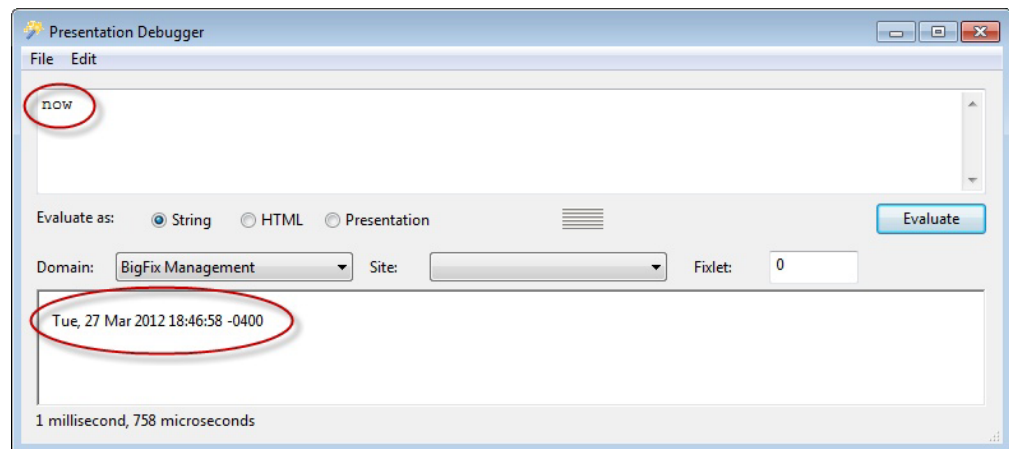 Presentation Debugger
File Edit
now
Evaluate as: String HTML Presentation Evaluate
Domain: BigFix Management Site: Fixlet: 0
Tue, 27 Mar 2012 18:46:58 -0400
1 millisecond, 758 microseconds